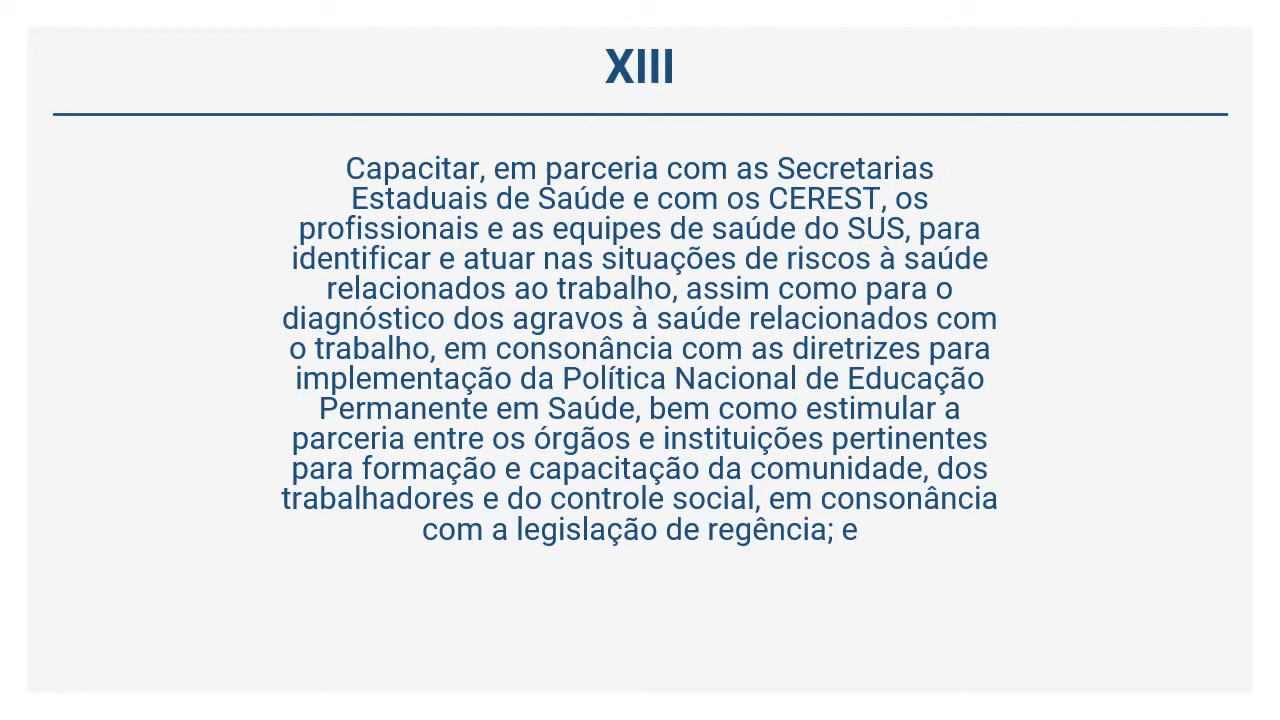 XIII
Capacitar, em parceria com as Secretarias
Estaduais de Saúde e com os CEREST, os
profissionais e as equipes de saúde do SUS, para
identificar e atuar nas situações de riscos à saúde
relacionados ao trabalho, assim como para o
diagnóstico dos agravos à saúde relacionados com
o trabalho, em consonância com as diretrizes para
implementação da Política Nacional de Educação
Permanente em Saúde, bem como estimular a
parceria entre os órgãos e instituições pertinentes
para formação e capacitação da comunidade, dos
trabalhadores e do controle social, em consonância
com a legislação de regência; e